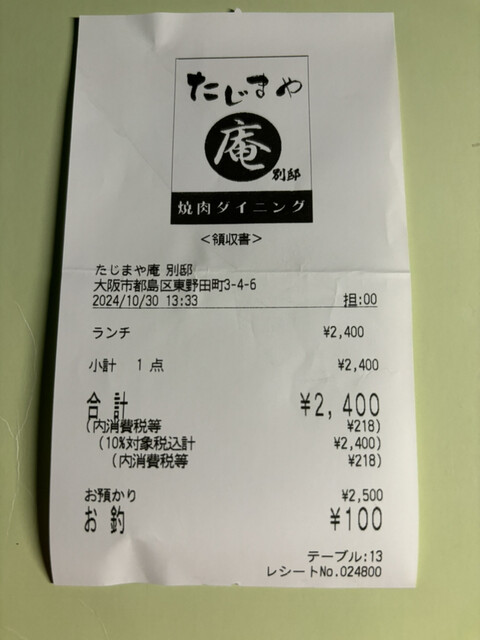 たじまや
庵
別邸
焼肉ダイニング
<領収書>
たじまや庵 別邸
大阪市都島区東野田町3-4-6
2024/10/30 13:33 担:00
ランチ ¥2,400
小計 1 点 ¥2,400
合計 ¥2,400
(内消費税等 ¥218)
(10%対象税込計 ¥2,400)
(内消費税等 ¥218)
お預かり ¥2,500
お釣 ¥100
テーブル:13
レシートNo.024800